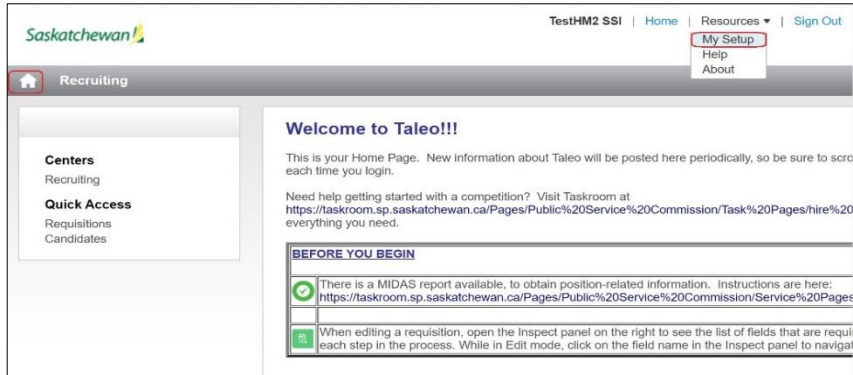 TestHM2 SSI | Home | Resources ▾ | Sign Out
Saskatchewan
My Setup
Help
About
Recruiting
Centers
Recruiting
Quick Access
Requisitions
Candidates
Welcome to Taleo!!!
This is your Home Page. New information about Taleo will be posted here periodically, so be sure to
each time you login.
Need help getting started with a competition? Visit Taskroom at
https://taskroom.sp.saskatchewan.ca/Pages/Public%20Service%20Commission/Task%20Pages/hire%20
everything you need.
BEFORE YOU BEGIN
There is a MIDAS report available, to obtain position-related information. Instructions are here:
https://taskroom.sp.saskatchewan.ca/Pages/Public%20Service%20Commission/Service%20Pages
When editing a requisition, open the Inspect panel on the right to see the list of fields that are
each step in the process. While in Edit mode, click on the field name in the Inspect panel to